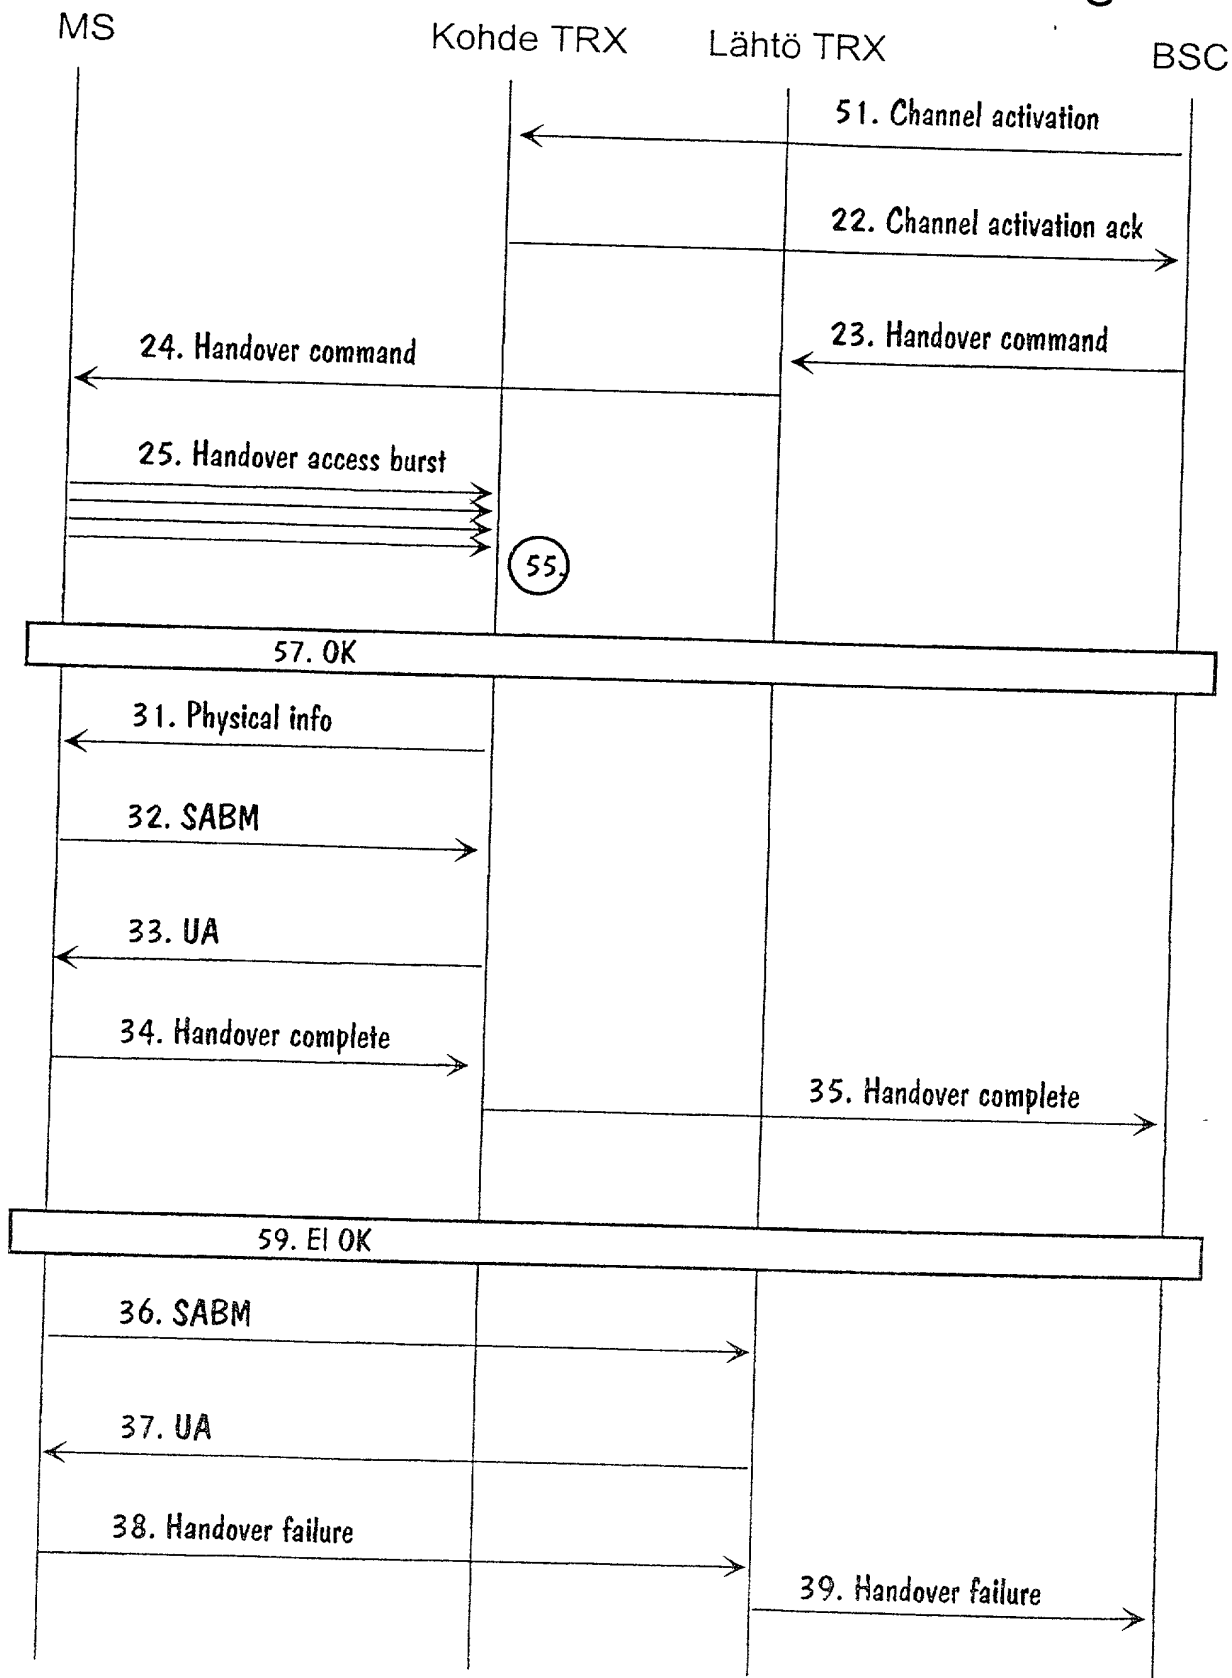 MS
Kohde TRX
Lähtö TRX
BSC
51. Channel activation
22. Channel activation ack
23. Handover command
24. Handover command
25. Handover access burst
55.
57. OK
31. Physical info
32. SABM
33. UA
34. Handover complete
35. Handover complete
59. EI OK
36. SABM
37. UA
38. Handover failure
39. Handover failure